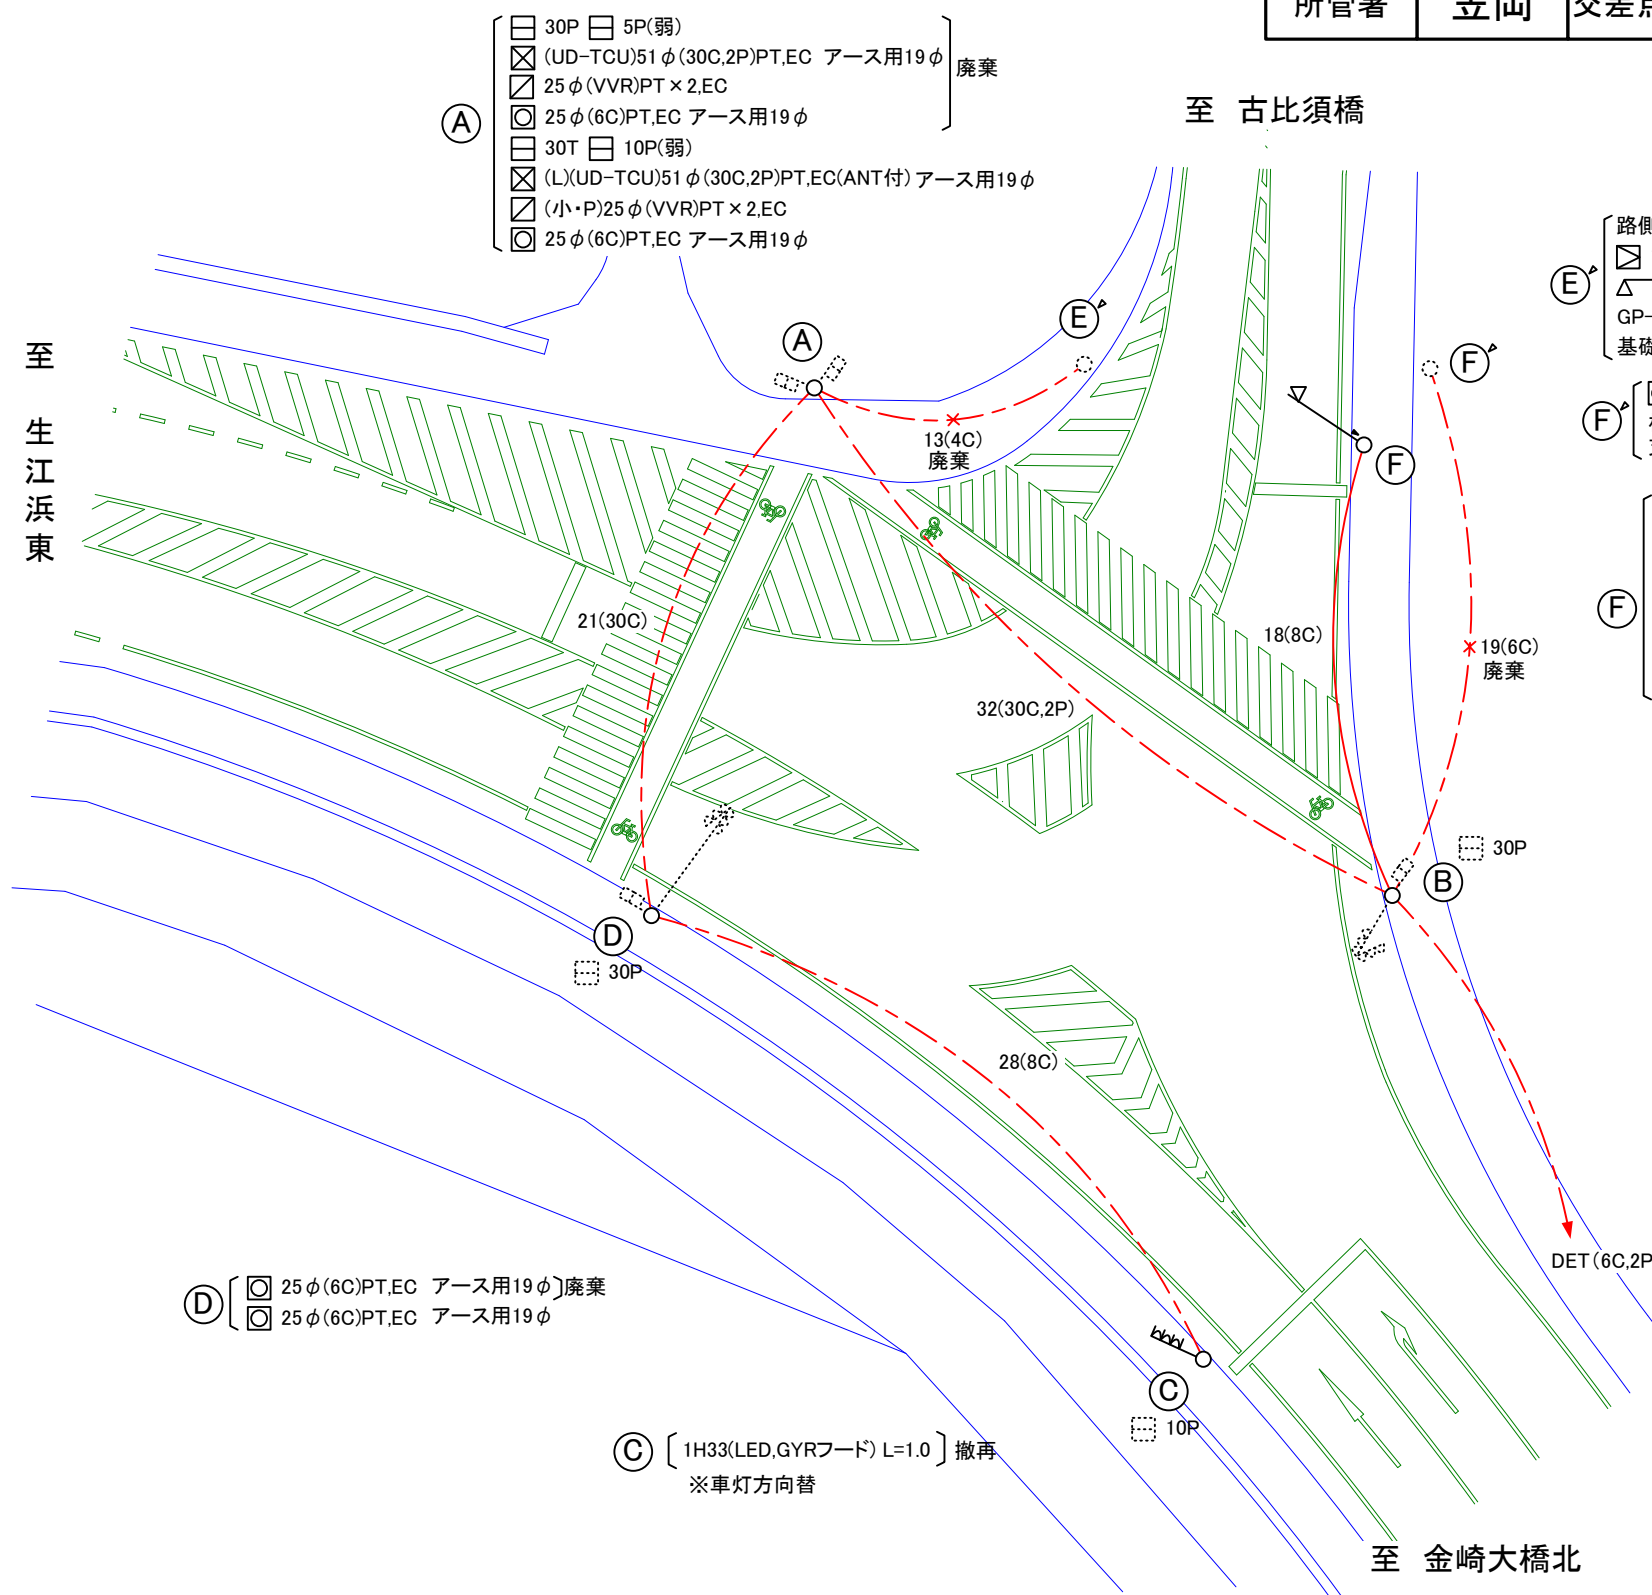 所管署 笠岡 交差点
30P 5P(弱)
(UD-TCU)51φ(30C,2P)PT,EC アース用19φ
25φ(VVR)PT×2,EC
25φ(6C)PT,EC アース用19φ
廃棄
A
30T 10P(弱)
(L)(UD-TCU)51φ(30C,2P)PT,EC(ANT付)アース用19φ
(小・P)25φ(VVR)PT×2,EC
25φ(6C)PT,EC アース用19φ
至 古比須橋
路側
E'
GP-
基礎
F'
F
至 生江浜東
A
E'
F'
F
13(4C)
廃棄
21(30C)
18(8C)
19(6C)
廃棄
32(30C,2P)
30P
B
D
30P
28(8C)
DET(6C,2P
D
25φ(6C)PT,EC アース用19φ
廃棄
25φ(6C)PT,EC アース用19φ
C
10P
C
1H33(LED,GYRフード) L=1.0
撤再
※車灯方向替
至 金崎大橋北